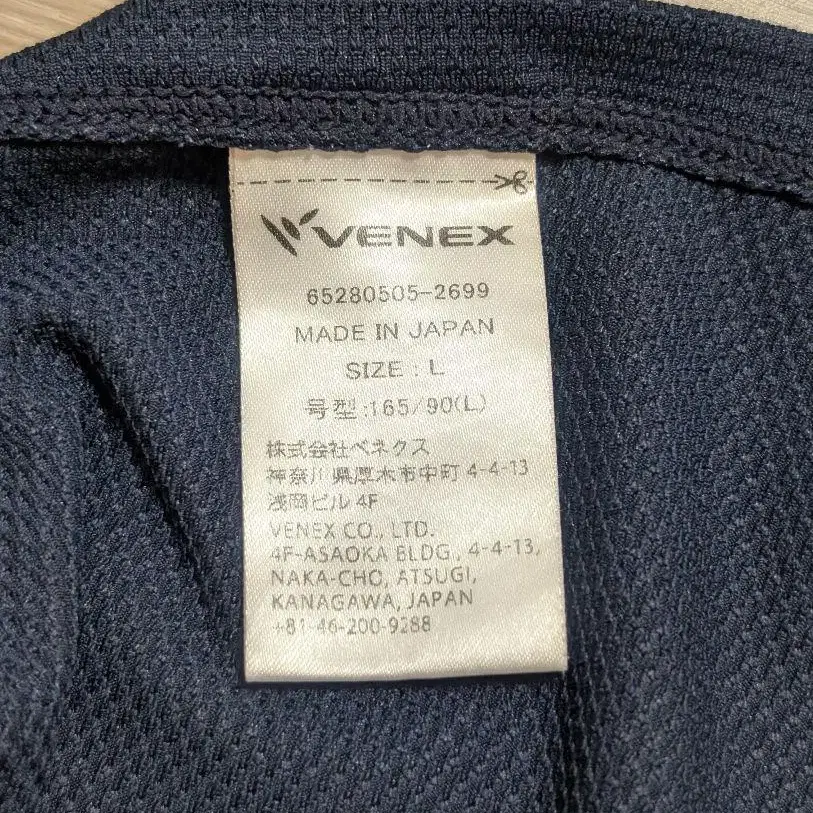 VENEX
65280505-2699
MADE IN JAPAN
SIZE : L
号型:165/90(L)
株式会社ベネクス
神奈川県厚木市中町 4-4-13
浅岡ビル 4F
VENEX CO., LTD.
4F-ASAOKA BLDG., 4-4-13,
NAKA-CHO, ATSUGI,
KANAGAWA, JAPAN
+81-46-200-9288